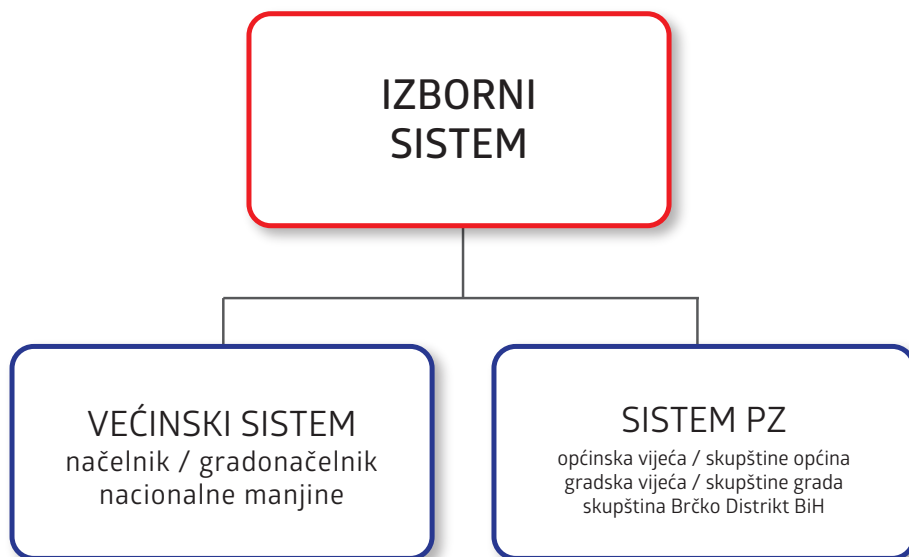 IZBORNI
SISTEM
VEĆINSKI SISTEM
načelnik / gradonačelnik
nacionalne manjine
SISTEM PZ
općinska vijeća / skupštine općina
gradska vijeća / skupštine grada
skupština Brčko Distrikt BiH